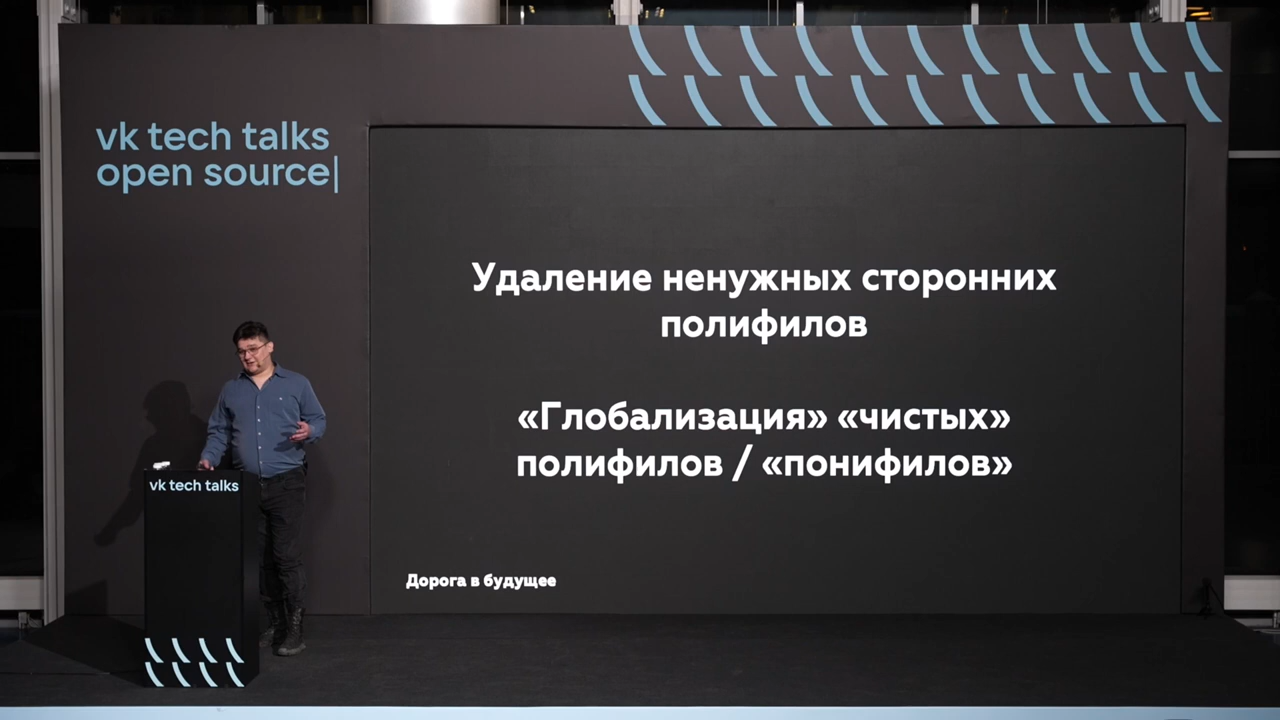 vk tech talks
open source|
Удаление ненужных сторонних
полифилов
«Глобализация» «чистых»
полифилов / «понифилов»
Дорога в будущее
vk tech talks